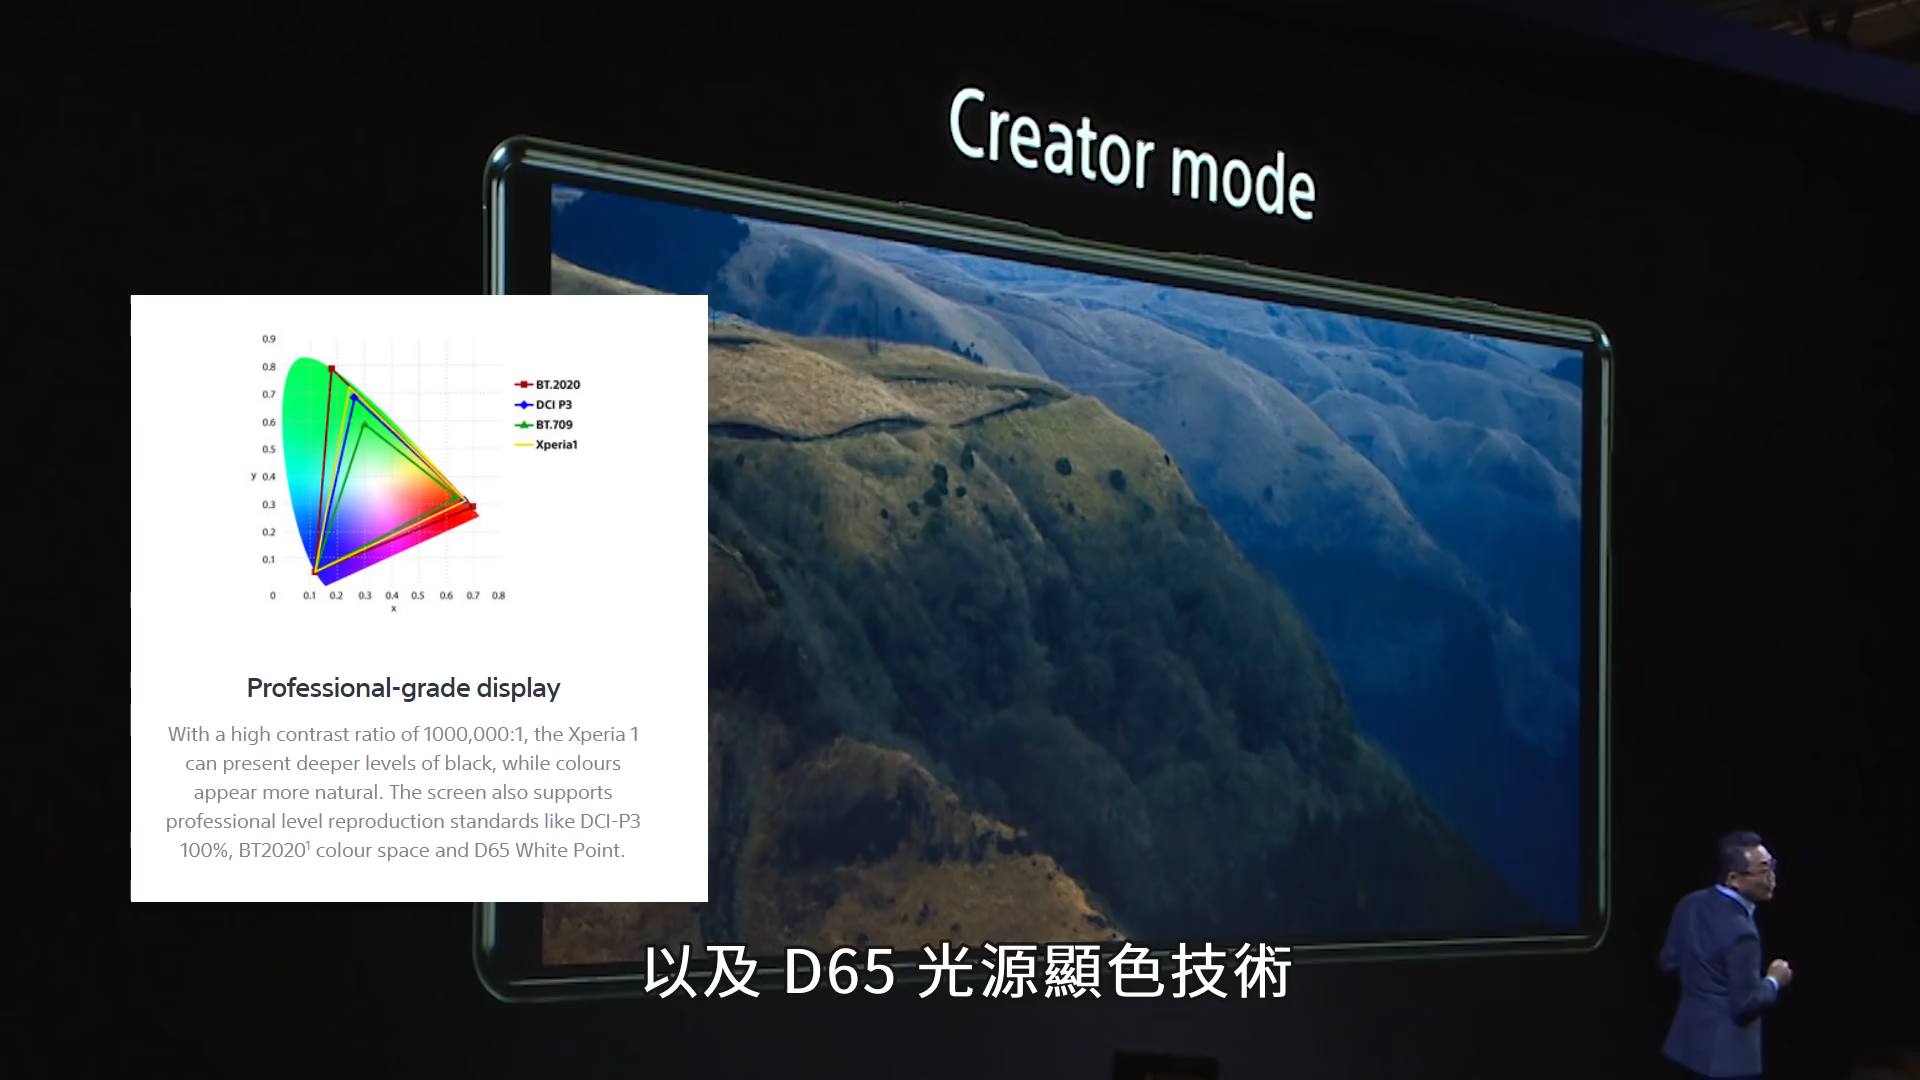 Creator mode
0.9
0.8
0.7
0.6
0.5
y 0.4
0.3
0.2
0.1
0 0.1 0.2 0.3 0.4 0.5 0.6 0.7 0.8
x
BT.2020
DCI P3
BT.709
Xperia1
Professional-grade display
With a high contrast ratio of 1000,000:1, the Xperia 1
can present deeper levels of black, while colours
appear more natural. The screen also supports
professional level reproduction standards like DCI-P3
100%, BT2020¹ colour space and D65 White Point.
以及 D65 光源顯色技術